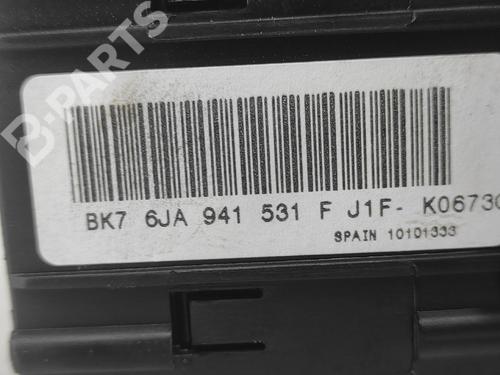 B-PARTS
BK7 6JA 941 531 F J1F- K0673
SPAIN 10101333